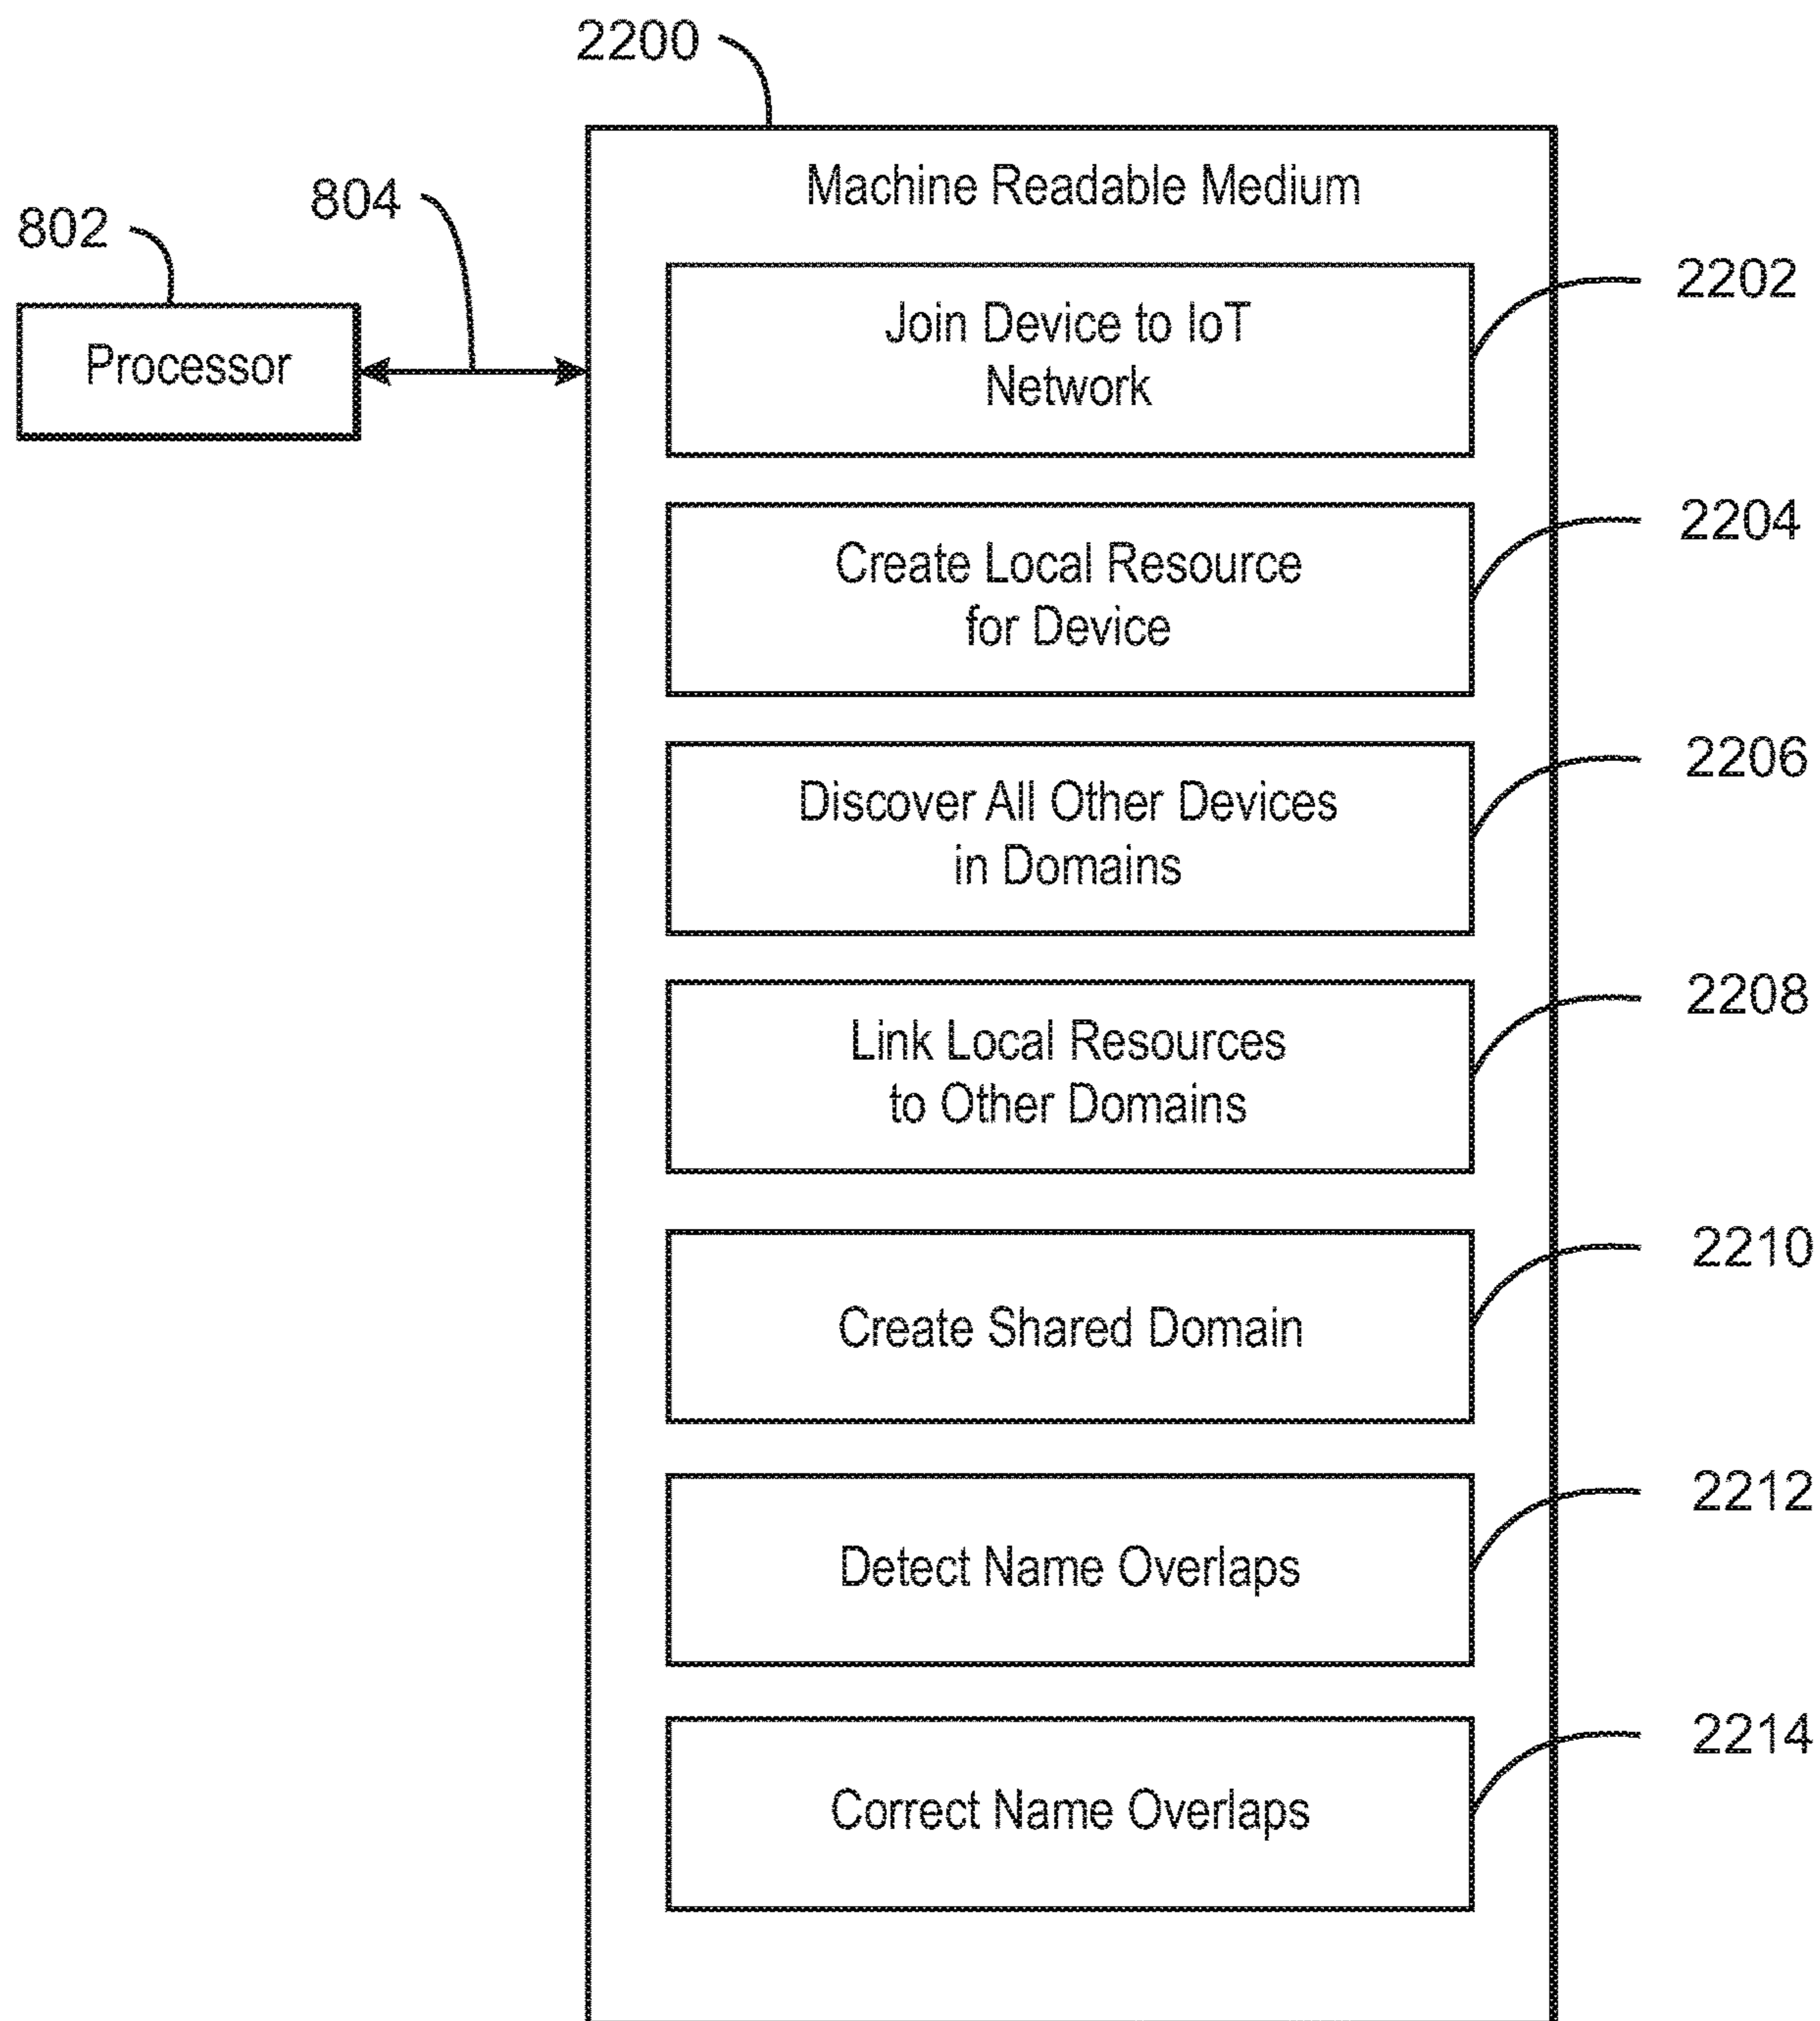 2200
Machine Readable Medium
804
802
Processor
2202
Join Device to IoT
Network
2204
Create Local Resource
for Device
2206
Discover All Other Devices
in Domains
2208
Link Local Resources
to Other Domains
2210
Create Shared Domain
2212
Detect Name Overlaps
2214
Correct Name Overlaps